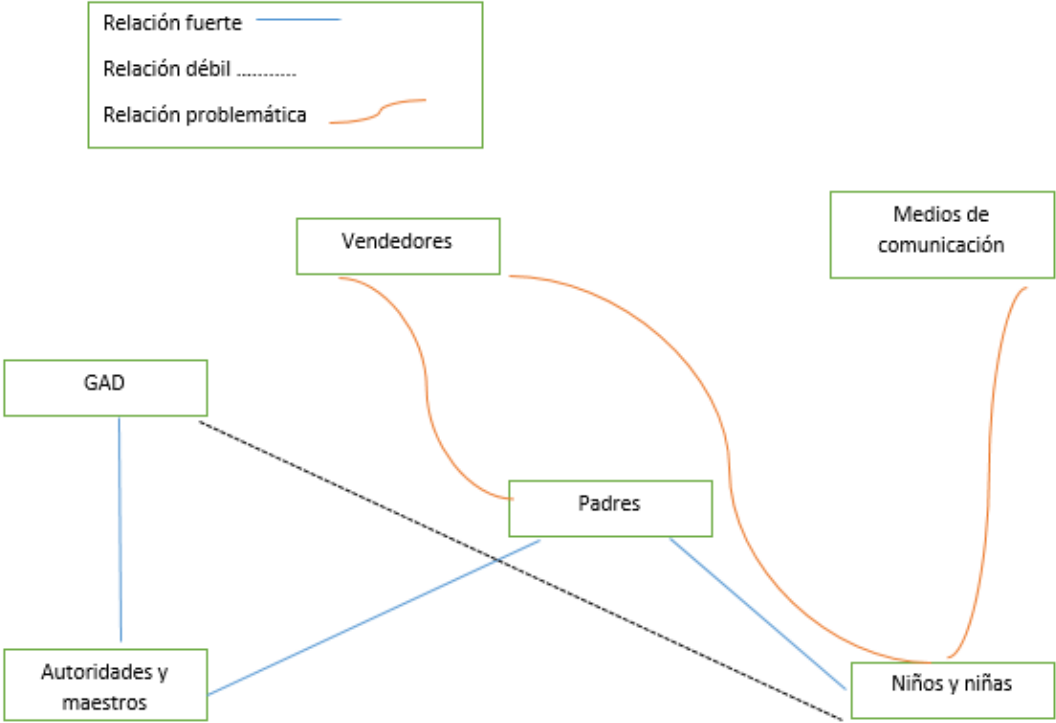 Relación fuerte
Relación débil ...........
Relación problemática
Vendedores
Medios de
comunicación
GAD
Padres
Autoridades y
maestros
Niños y niñas